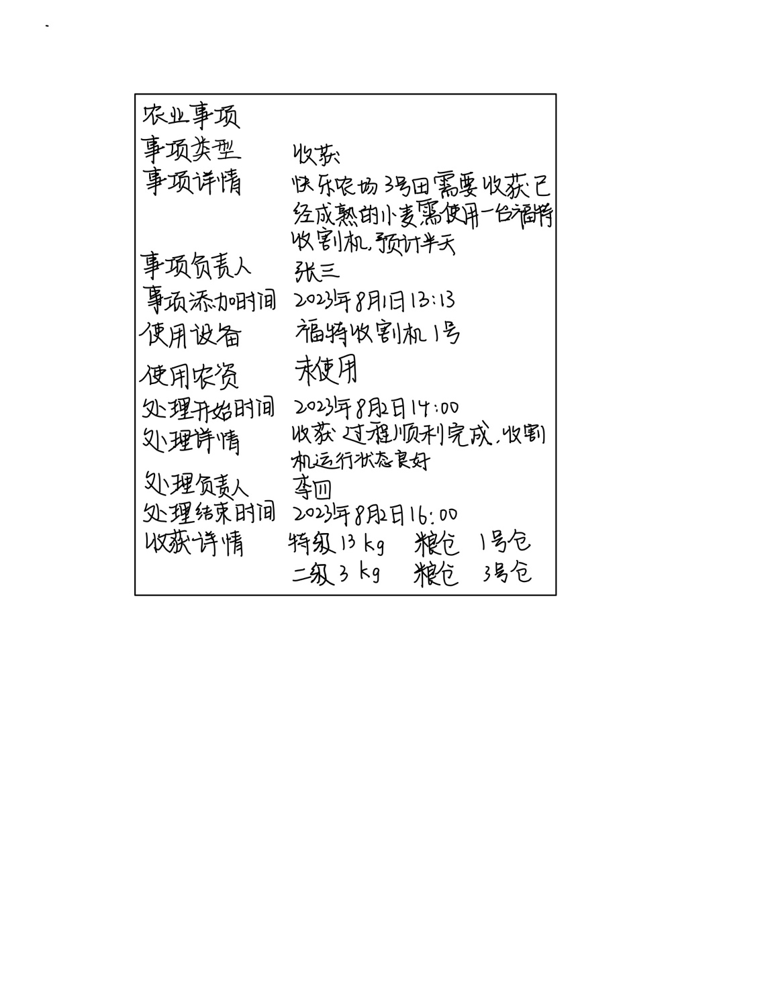 农业事项
事项类型 收获
事项详情 快乐农场3号田需要收获已
经成熟的小麦需使用一台福特
收割机,预计半天
事项负责人 张三
事项添加时间 2023年8月1日13:13
使用设备 福特收割机1号
使用农资 未使用
处理开始时间 2023年8月2日14:00
处理详情 收获过程顺利完成,收割
机运行状态良好
处理负责人 李四
处理结束时间 2023年8月2日16:00
收获详情 特级13kg 粮仓 1号仓
二级3kg 粮仓 3号仓